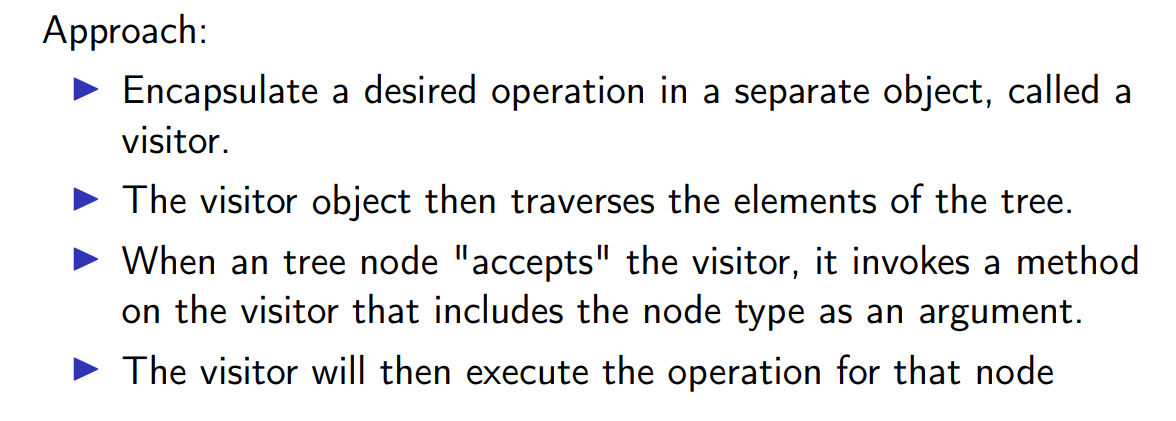 Approach:
Encapsulate a desired operation in a separate object, called a
visitor.
The visitor object then traverses the elements of the tree.
When an tree node "accepts" the visitor, it invokes a method
on the visitor that includes the node type as an argument.
The visitor will then execute the operation for that node